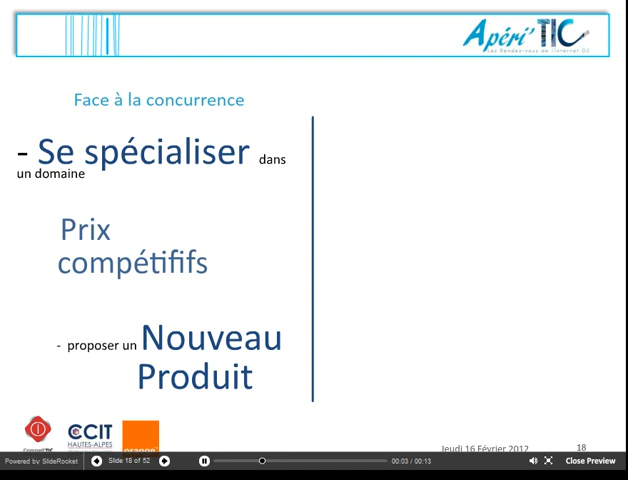 Apéri'TIC
Les Rendez-vous de l'Internet 05
Face à la concurrence
- Se spécialiser dans
un domaine
Prix
compétififs
- proposer un Nouveau
Produit
CCIT
HAUTES-ALPES
orange
Jeudi 16 Février 2012
18
Powered by SlideRocket
Slide 18 of 52
00:03 / 00:13
Close Preview